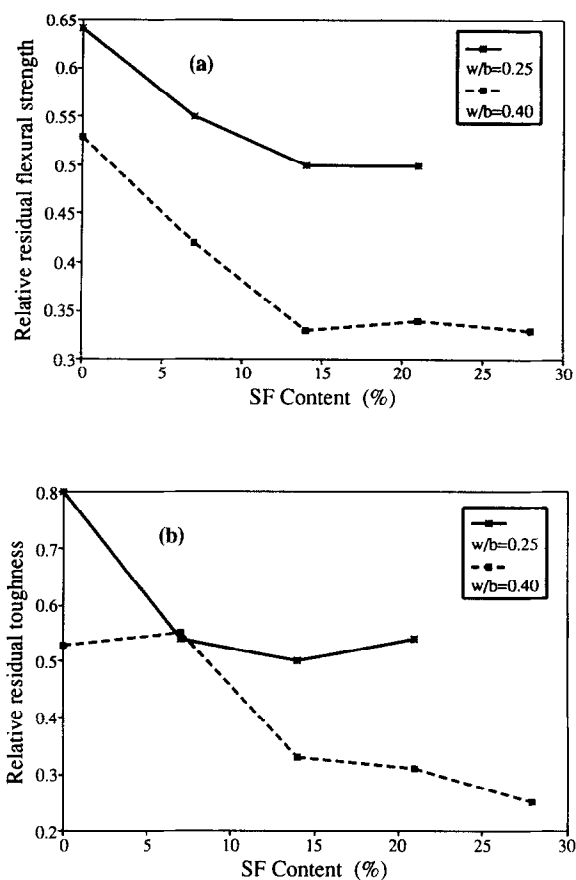 0.65
0.6
0.55
0.5
0.45
0.4
0.35
0.3
Relative residual flexural strength
(a)
w/b=0.25
w/b=0.40
0 5 10 15 20 25 30
SF Content (%)
0.8
0.7
0.6
0.5
0.4
0.3
0.2
Relative residual toughness
(b)
w/b=0.25
w/b=0.40
0 5 10 15 20 25 30
SF Content (%)